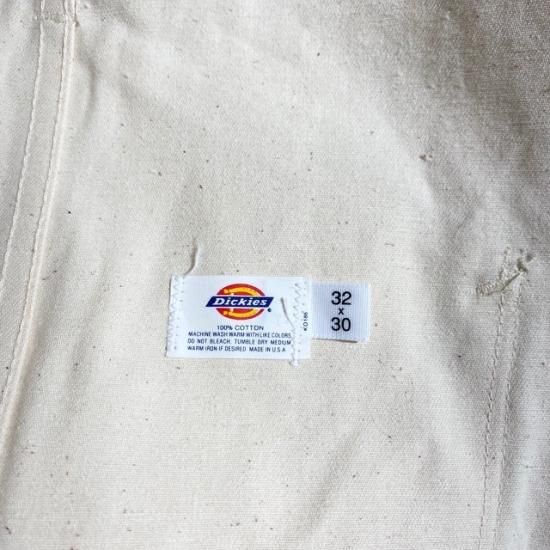 Dickies
100% COTTON
MACHINE WASH WARM WITH LIKE COLORS
DO NOT BLEACH. TUMBLE DRY MEDIUM
WARM IRON IF DESIRED MADE IN U.S.A
KO186
32
x
30